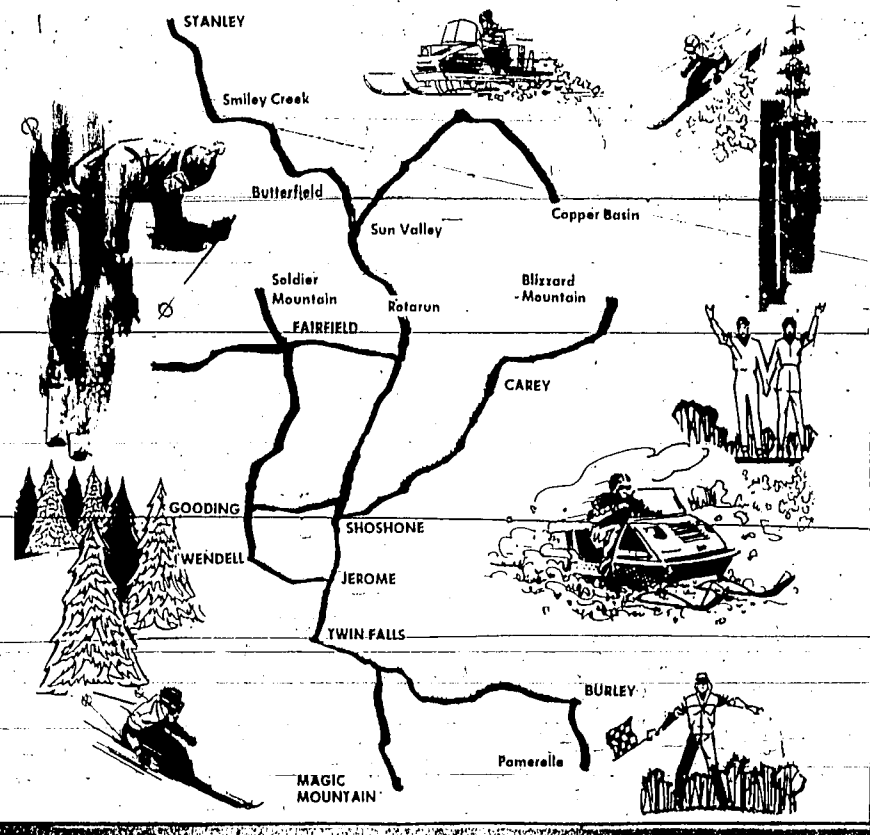 STANLEY
Smiley Creek
Butterfield
Copper Basin
Sun Valley
Soldier
Mountain
Blizzard
Mountain
Rotarun
FAIRFIELD
CAREY
GOODING
SHOSHONE
WENDELL
JEROME
TWIN FALLS
BURLEY
Pomerelle
MAGIC
MOUNTAIN